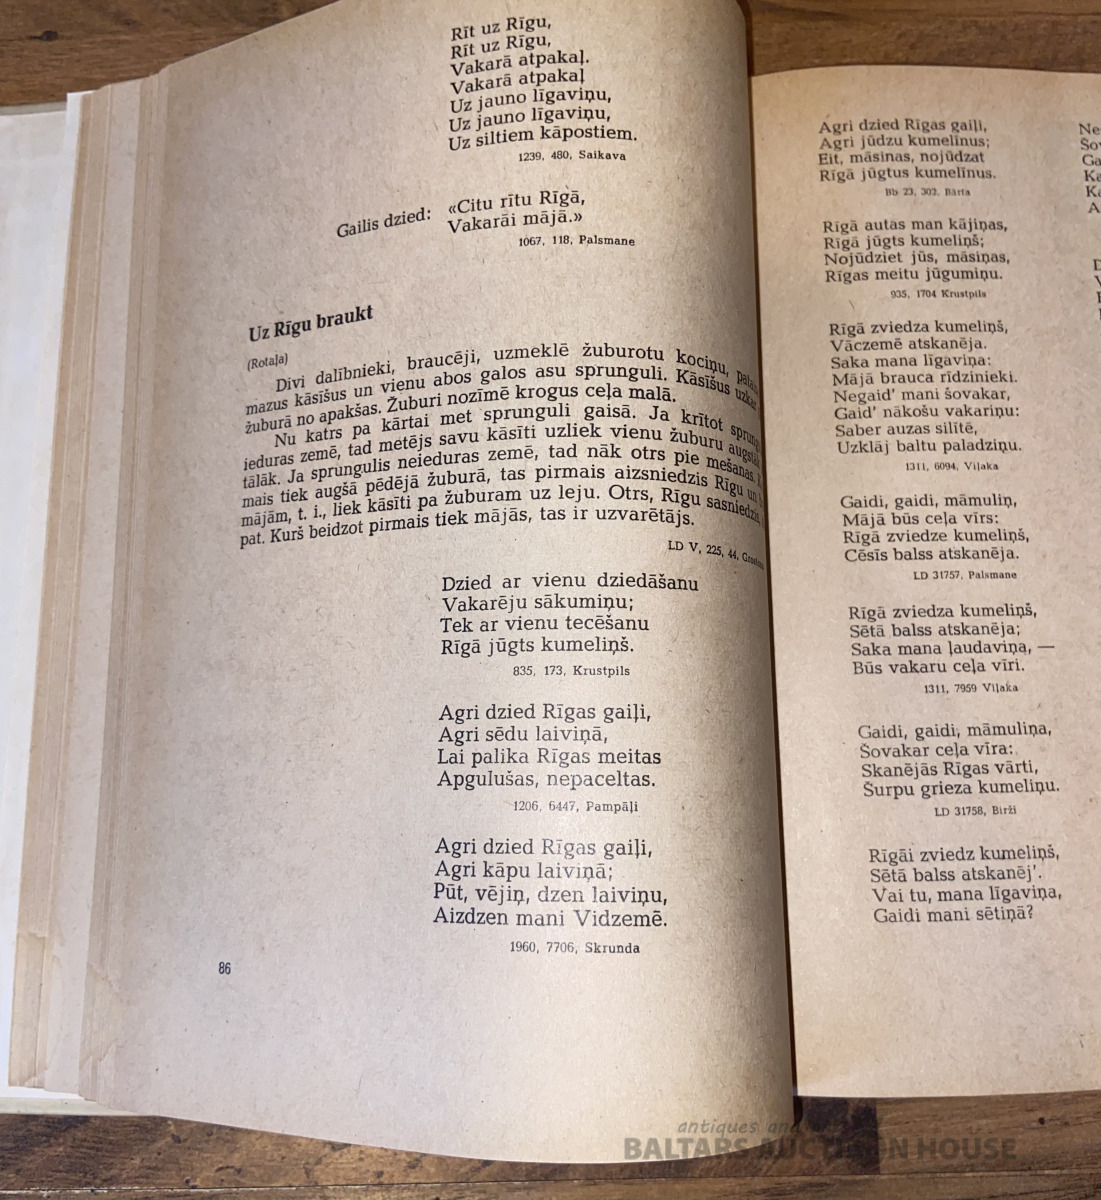 Rīt uz Rīgu,
Rīt uz Rīgu,
Vakarā atpakaļ.
Vakarā atpakaļ
Uz jauno līgaviņu,
Uz jauno līgaviņu,
Uz siltiem kāpostiem.
1239, 480, Saikava
Gailis dzied: «Citu rītu Rīgā,
Vakarāi mājā.»
1067, 118, Palsmane
Uz Rīgu braukt
(Rotaļa)
Divi dalībnieki, braucēji, uzmeklē žuburotu kociņu,
mazus kāsīšus un vienu abos galos asu sprunguli. Kāsīšus
žuburā no apakšas. Žuburi nozīmē krogus ceļa malā.
Nu katrs pa kārtai met sprunguli gaisā. Ja krītot
ieduras zemē, tad metējs savu kāsīti uzliek vienu žuburu
tālāk. Ja sprungulis neieduras zemē, tad nāk otrs pie mešanas.
mais tiek augšā pēdējā žuburā, tas pirmais aizsniedzis Rīgu un
mājām, t. i., liek kāsīti pa žuburam uz leju. Otrs, Rīgu sasniedzis,
pat. Kurš beidzot pirmais tiek mājās, tas ir uzvarētājs.
LD V, 225, 44,
Dzied ar vienu dziedāšanu
Vakarēju sākumiņu;
Tek ar vienu tecēšanu
Rīgā jūgts kumeliņš.
835, 173, Krustpils
Agri dzied Rīgas gaiļi,
Agri sēdu laiviņā,
Lai palika Rīgas meitas
Apgulušas, nepaceltas.
1206, 6447, Pampāļi
Agri dzied Rīgas gaiļi,
Agri kāpu laiviņā;
Pūt, vējiņ, dzen laiviņu,
Aizdzen mani Vidzemē.
1960, 7706, Skrunda
86
Agri dzied Rīgas gaiļi,
Agri jūdzu kumelīnus;
Eit, māsinas, nojūdzat
Rīgā jūgtus kumelīnus.
Bb 23, 302, Bārta
Rīgā autas man kājiņas,
Rīgā jūgts kumeliņš;
Nojūdziet jūs, māsiņas,
Rīgas meitu jūgumiņu.
935, 1704 Krustpils
Rīgā zviedza kumeliņš,
Vāczemē atskanēja.
Saka mana līgaviņa:
Mājā brauca rīdzinieki.
Negaid' mani šovakar,
Gaid' nākošu vakariņu:
Saber auzas silītē,
Uzklāj baltu paladziņu.
1311, 6094, Viļaka
Gaidi, gaidi, māmuliņ,
Mājā būs ceļa vīrs:
Rīgā zviedze kumeliņš,
Cēsīs balss atskanēja.
LD 31757, Palsmane
Rīgā zviedza kumeliņš,
Sētā balss atskanēja;
Saka mana ļaudaviņa, —
Būs vakaru ceļa vīri.
1311, 7959 Viļaka
Gaidi, gaidi, māmuliņa,
Šovakar ceļa vīra:
Skanējās Rīgas vārti,
Šurpu grieza kumeliņu.
LD 31758, Birži
Rīgāi zviedz kumeliņš,
Sētā balss atskanēj'.
Vai tu, mana līgaviņa,
Gaidi mani sētiņā?
antiques and
BALTARS AUCTION HOUSE